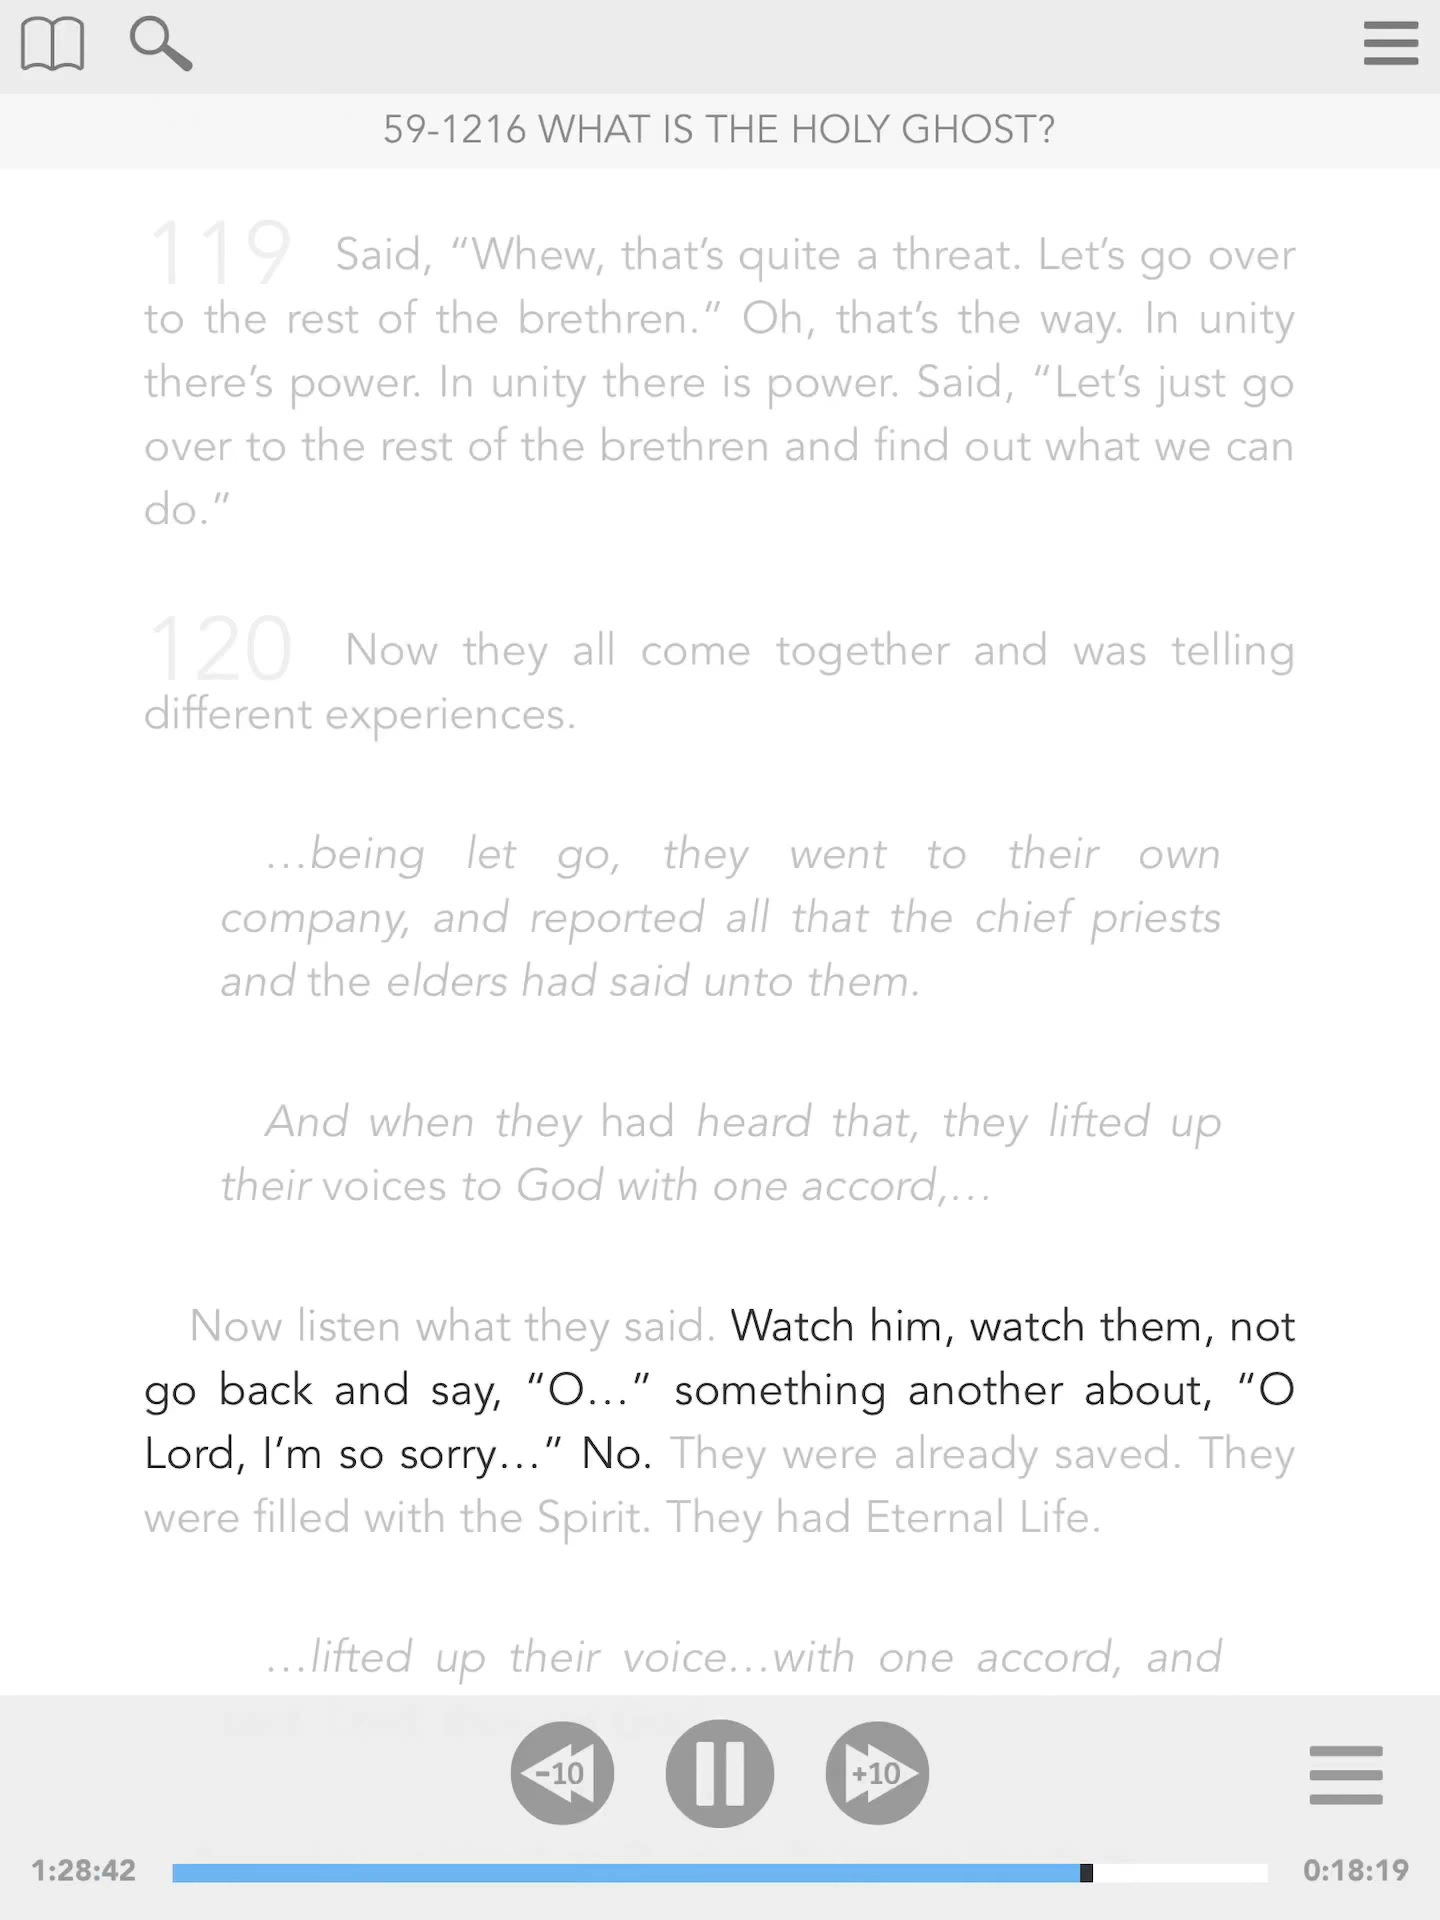 59-1216 WHAT IS THE HOLY GHOST?
119 Said, “Whew, that’s quite a threat. Let’s go over
to the rest of the brethren.” Oh, that’s the way. In unity
there’s power. In unity there is power. Said, “Let’s just go
over to the rest of the brethren and find out what we can
do.”
120 Now they all come together and was telling
different experiences.
…being let go, they went to their own
company, and reported all that the chief priests
and the elders had said unto them.
And when they had heard that, they lifted up
their voices to God with one accord,…
Now listen what they said. Watch him, watch them, not
go back and say, “O…” something another about, “O
Lord, I’m so sorry…” No. They were already saved. They
were filled with the Spirit. They had Eternal Life.
…lifted up their voice…with one accord, and
-10 +10
1:28:42 0:18:19